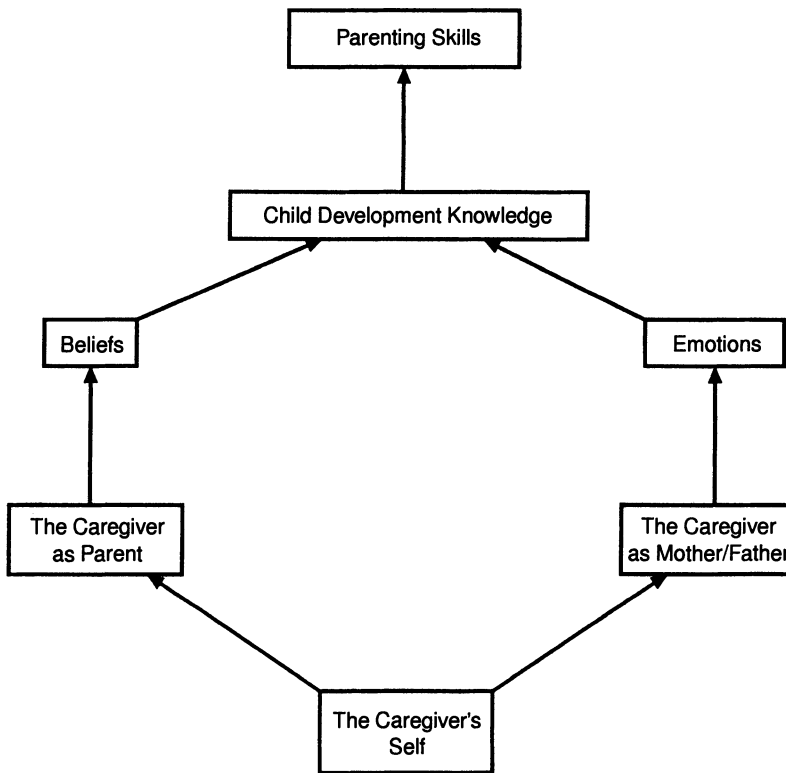 Parenting Skills
Child Development Knowledge
Beliefs
Emotions
The Caregiver
as Parent
The Caregiver
as Mother/Father
The Caregiver's
Self